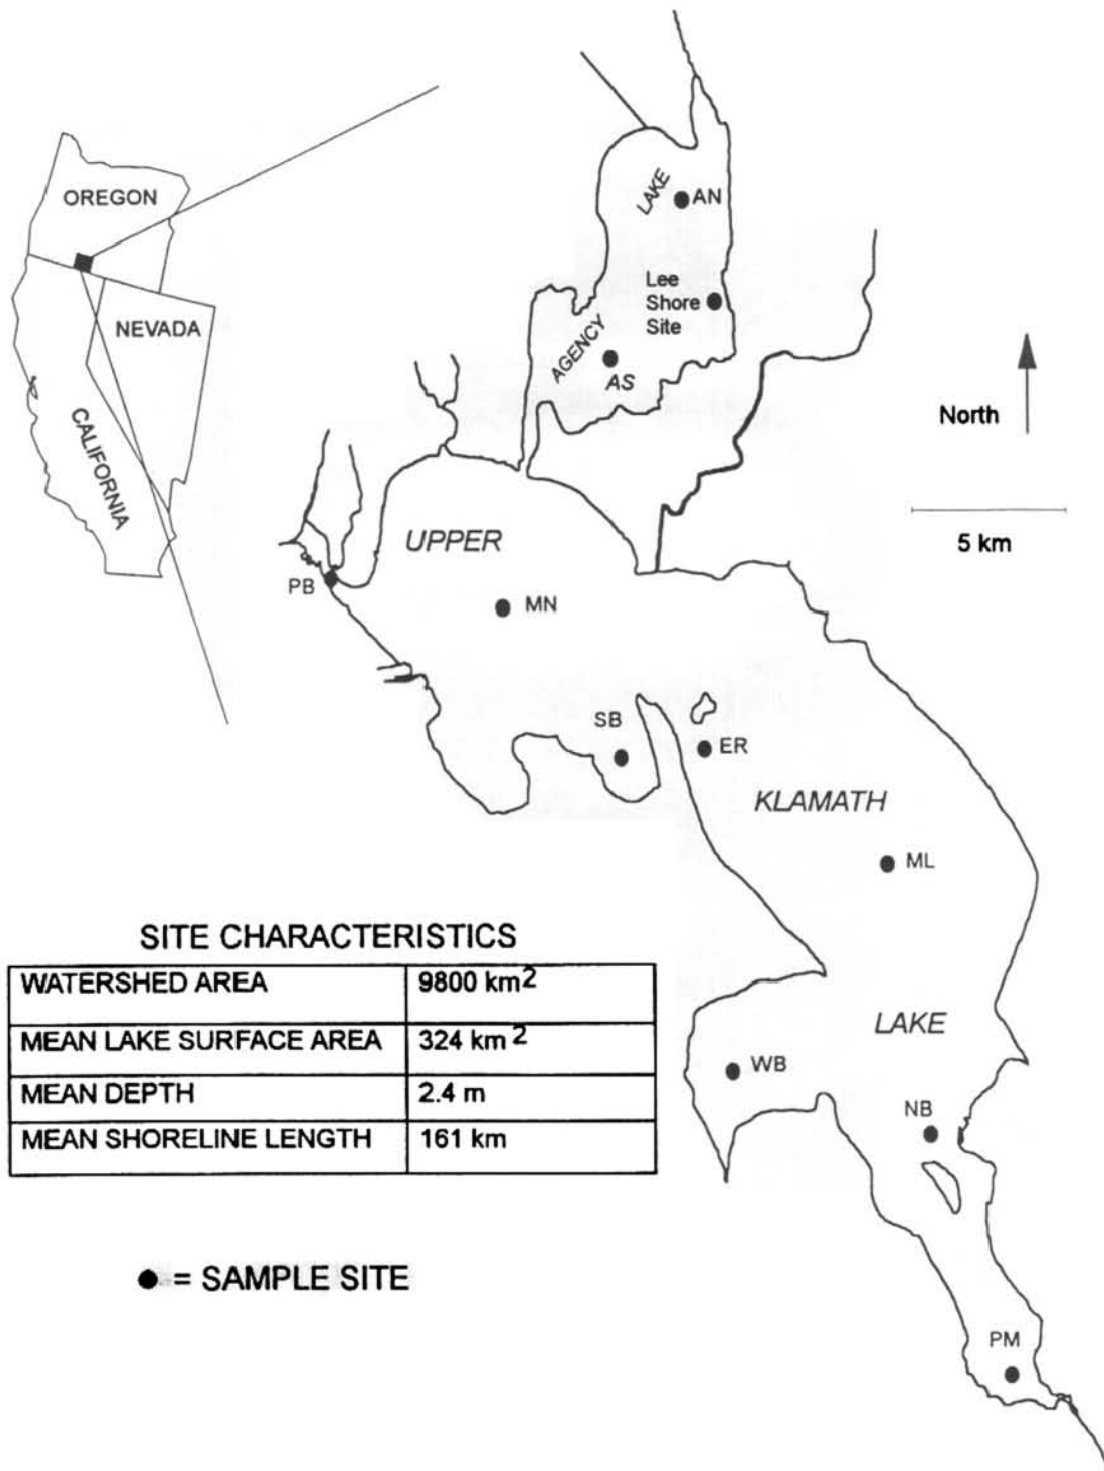 OREGON
NEVADA
CALIFORNIA
LAKE
AN
Lee
Shore
Site
AGENCY
AS
North
5 km
UPPER
PB
MN
SB
ER
KLAMATH
ML
LAKE
WB
NB
PM
SITE CHARACTERISTICS
WATERSHED AREA 9800 km2
MEAN LAKE SURFACE AREA 324 km 2
MEAN DEPTH 2.4 m
MEAN SHORELINE LENGTH 161 km
= SAMPLE SITE